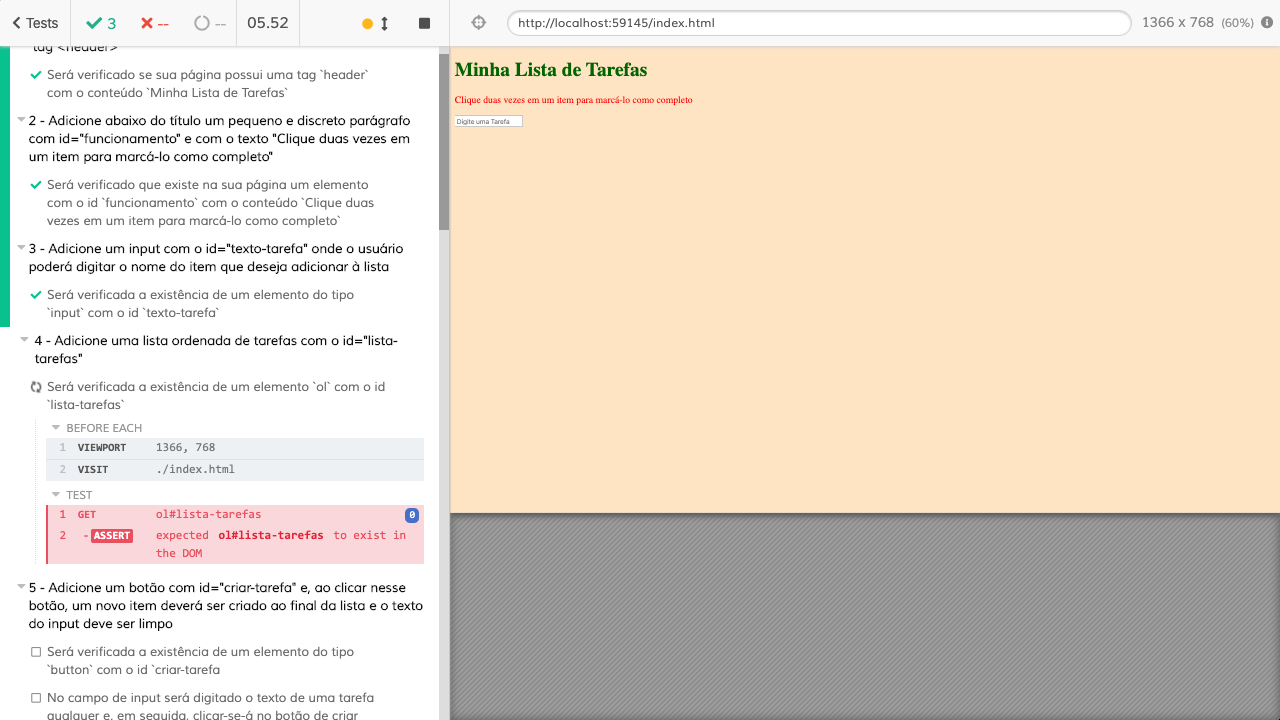 Tests
3
--
--
05.52
http://localhost:59145/index.html
1366 x 768 (60%)
tag <header>
Será verificado se sua página possui uma tag `header`
com o conteúdo `Minha Lista de Tarefas`
2 - Adicione abaixo do título um pequeno e discreto parágrafo
com id="funcionamento" e com o texto "Clique duas vezes em
um item para marcá-lo como completo"
Será verificado que existe na sua página um elemento
com o id `funcionamento` com o conteúdo `Clique duas
vezes em um item para marcá-lo como completo`
3 - Adicione um input com o id="texto-tarefa" onde o usuário
poderá digitar o nome do item que deseja adicionar à lista
Será verificada a existência de um elemento do tipo
`input` com o id `texto-tarefa`
4 - Adicione uma lista ordenada de tarefas com o id="lista-
tarefas"
Será verificada a existência de um elemento `ol` com o id
`lista-tarefas`
BEFORE EACH
1 VIEWPORT 1366, 768
2 VISIT ./index.html
TEST
1 GET ol#lista-tarefas 0
2 -ASSERT expected ol#lista-tarefas to exist in
the DOM
5 - Adicione um botão com id="criar-tarefa" e, ao clicar nesse
botão, um novo item deverá ser criado ao final da lista e o texto
do input deve ser limpo
Será verificada a existência de um elemento do tipo
`button` com o id `criar-tarefa
No campo de input será digitado o texto de uma tarefa
qualquer e, em seguida, clicar-se-á no botão de criar
Minha Lista de Tarefas
Clique duas vezes em um item para marcá-lo como completo
Digite uma Tarefa